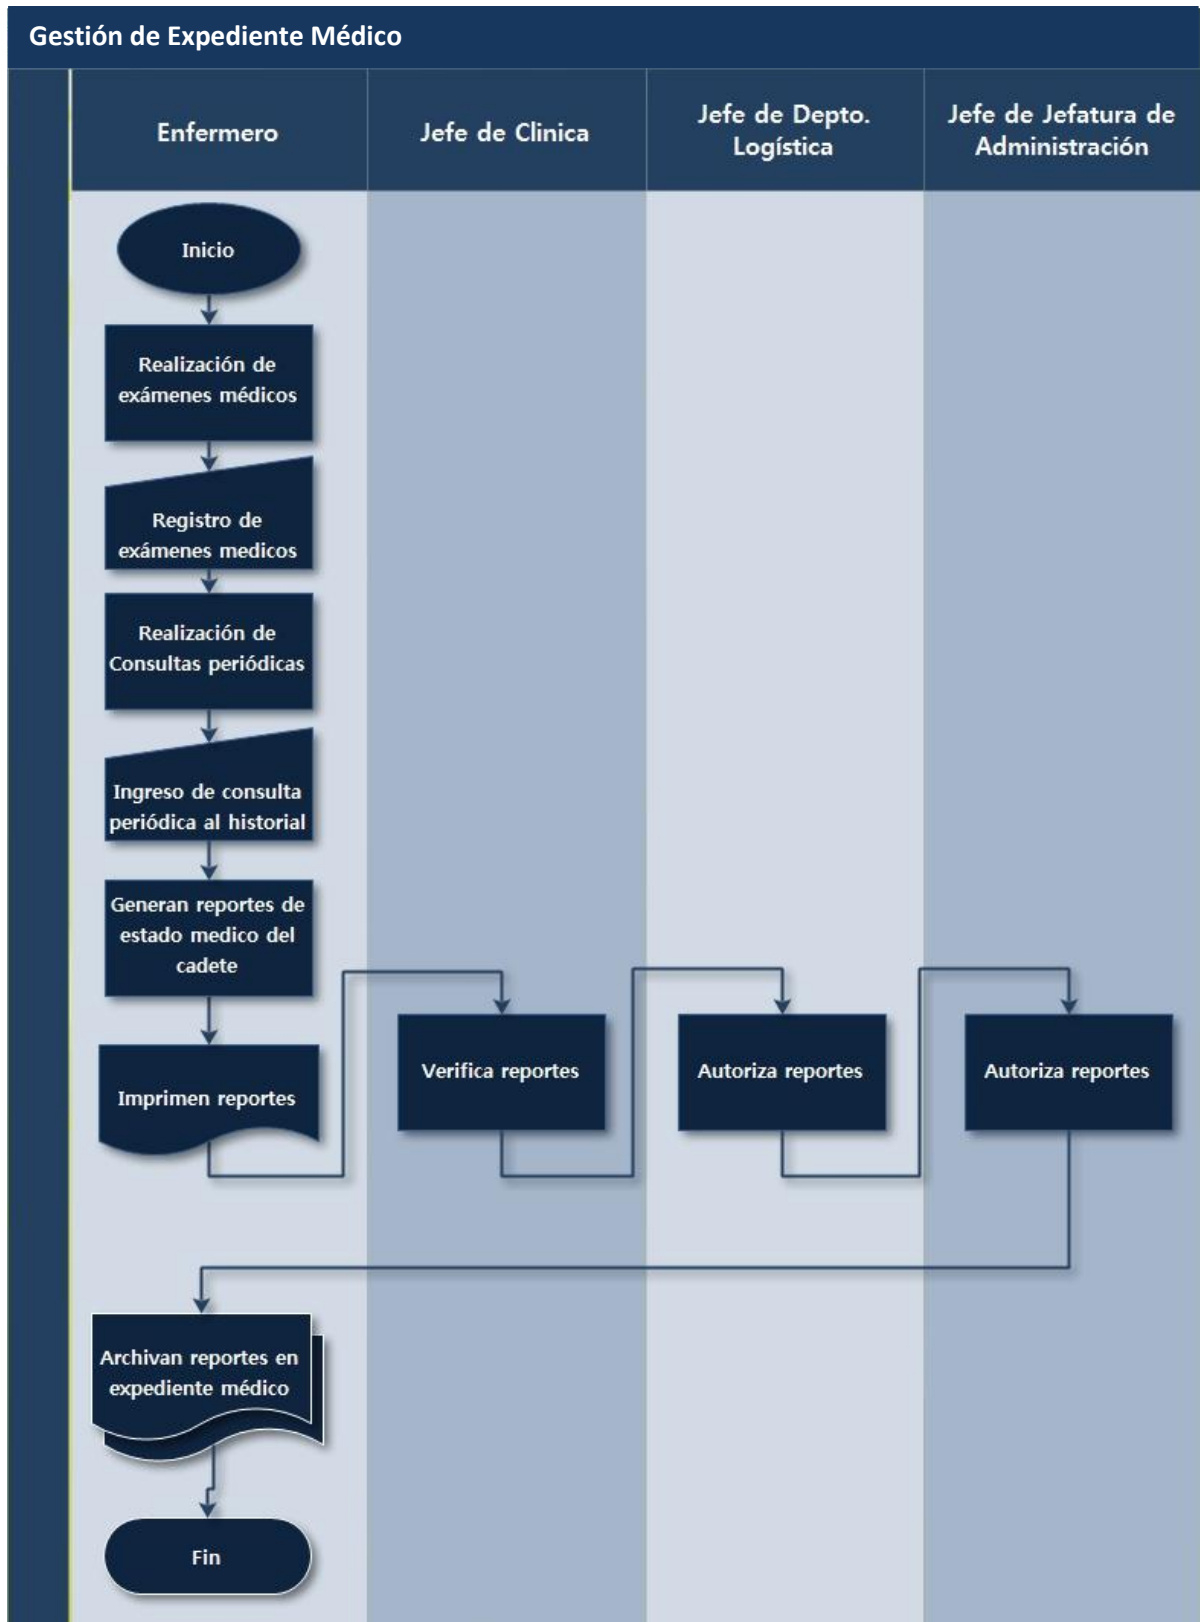 Gestión de Expediente Médico
Enfermero
Jefe de Clinica
Jefe de Depto.
Logística
Jefe de Jefatura de
Administración
Inicio
Realización de
exámenes médicos
Registro de
exámenes medicos
Realización de
Consultas periódicas
Ingreso de consulta
periódica al historial
Generan reportes de
estado medico del
cadete
Imprimen reportes
Verifica reportes
Autoriza reportes
Autoriza reportes
Archivan reportes en
expediente médico
Fin